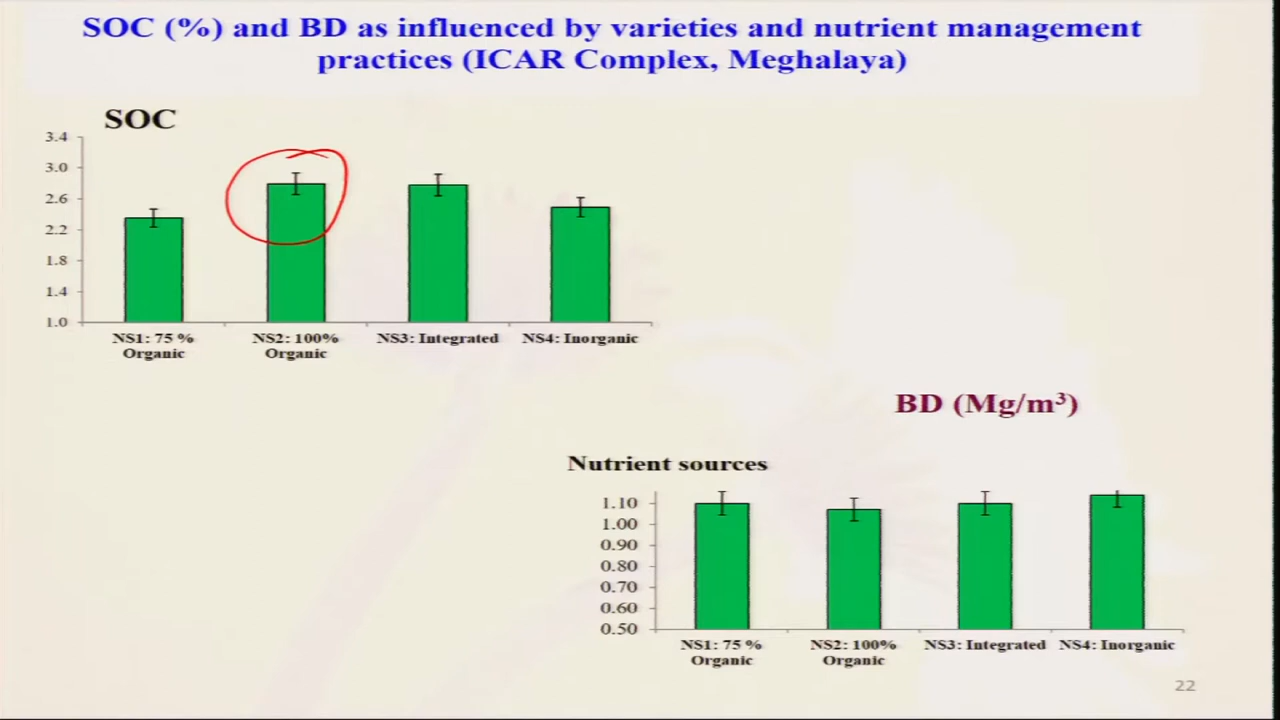 SOC (%) and BD as influenced by varieties and nutrient management
practices (ICAR Complex, Meghalaya)
SOC
3.4
3.0
2.6
2.2
1.8
1.4
1.0
NS1: 75 %
Organic
NS2: 100%
Organic
NS3: Integrated
NS4: Inorganic
BD (Mg/m³)
Nutrient sources
1.10
1.00
0.90
0.80
0.70
0.60
0.50
NS1: 75 %
Organic
NS2: 100%
Organic
NS3: Integrated
NS4: Inorganic
22